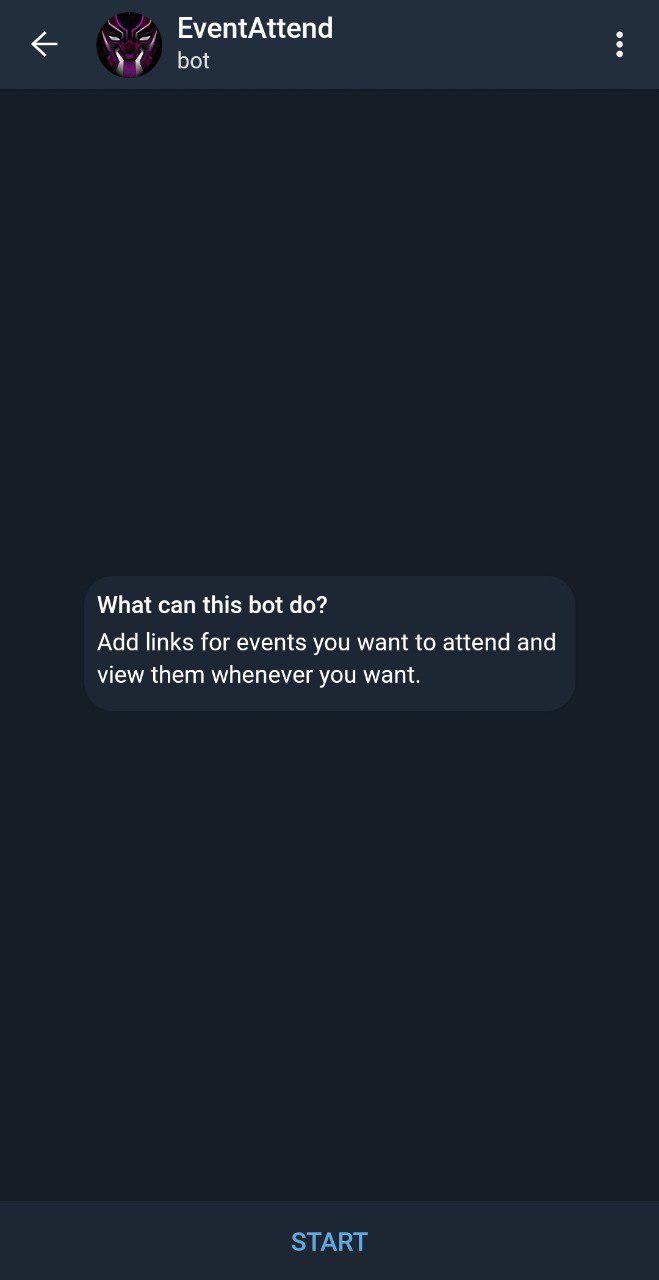 EventAttend
bot
What can this bot do?
Add links for events you want to attend and
view them whenever you want.
START